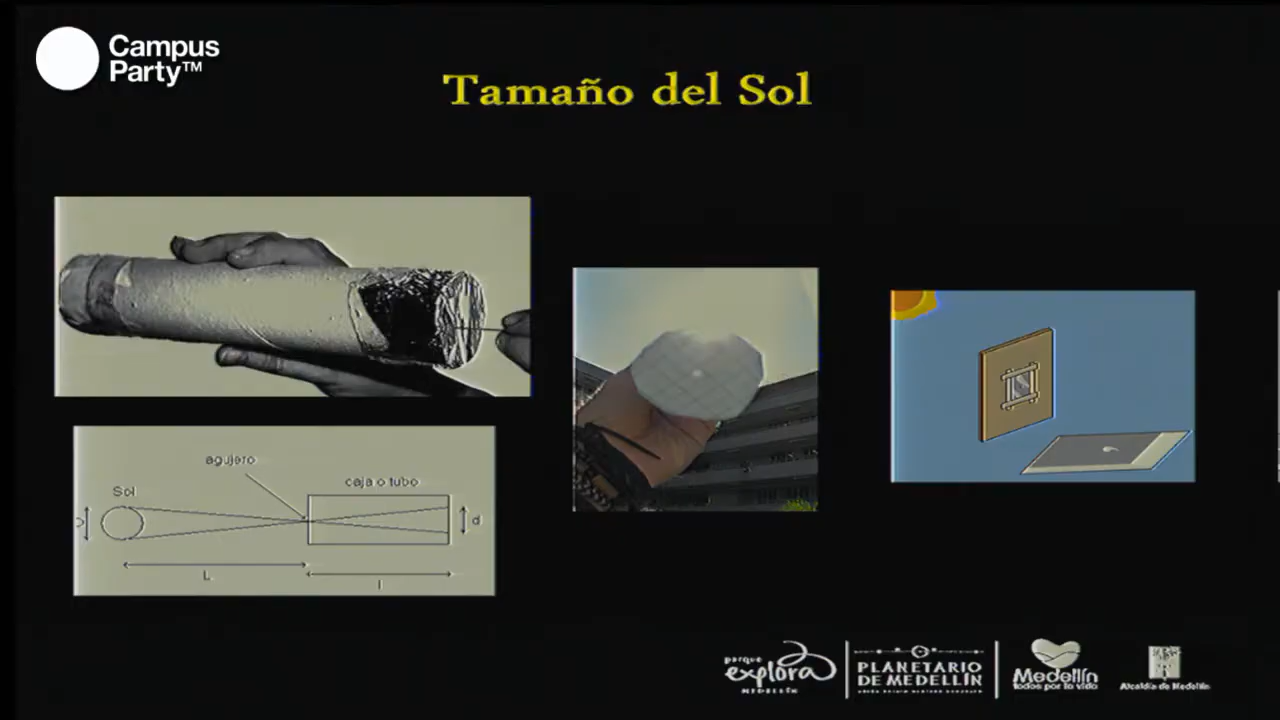 Campus
Party™
Tamaño del Sol
agujero
Sol
caja o tubo
d
L
l
parque
explora
MEDELLÍN
PLANETARIO
DE MEDELLÍN
Medellín
todos por la vida
Alcaldía de Medellín